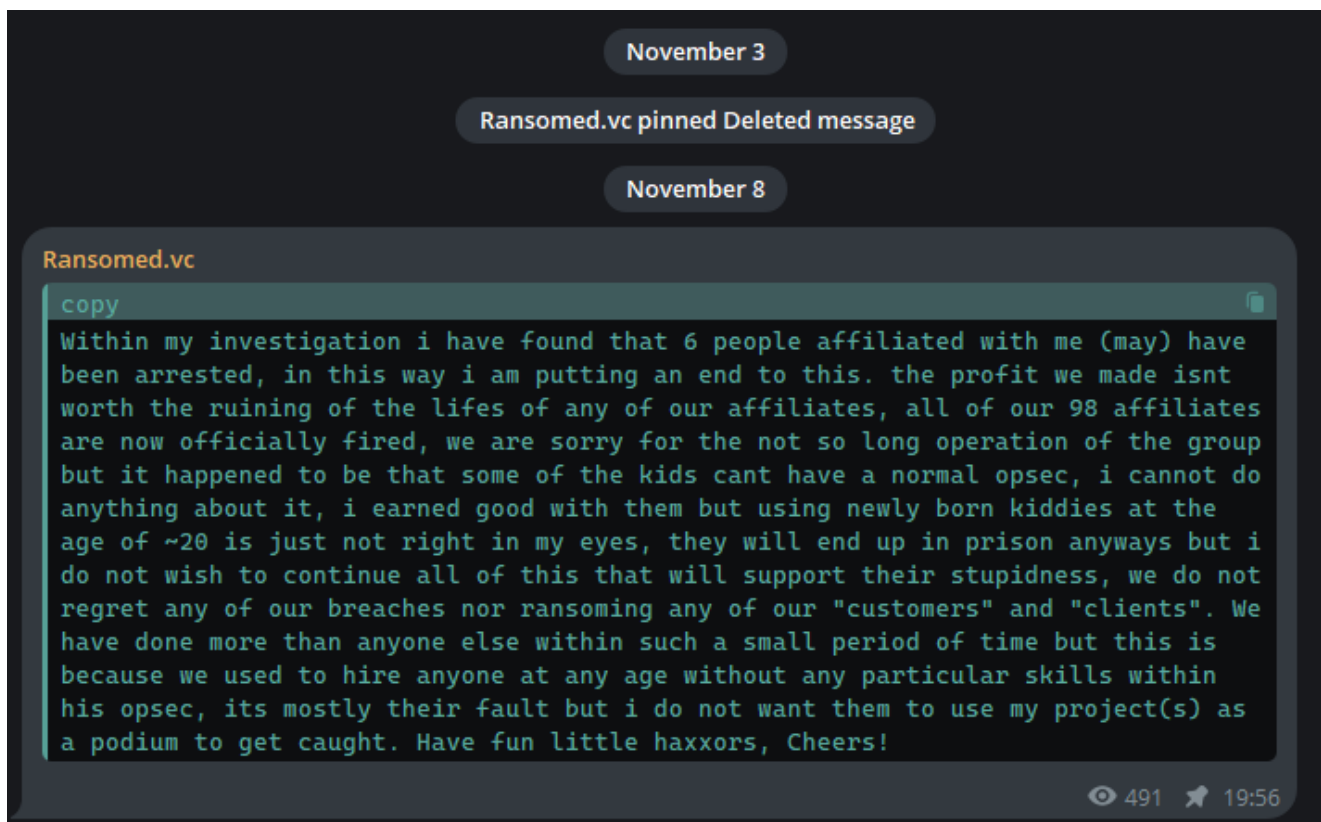 November 3
Ransomed.vc pinned Deleted message
November 8
Ransomed.vc
copy
Within my investigation i have found that 6 people affiliated with me (may) have
been arrested, in this way i am putting an end to this. the profit we made isnt
worth the ruining of the lifes of any of our affiliates, all of our 98 affiliates
are now officially fired, we are sorry for the not so long operation of the group
but it happened to be that some of the kids cant have a normal opsec, i cannot do
anything about it, i earned good with them but using newly born kiddies at the
age of ~20 is just not right in my eyes, they will end up in prison anyways but i
do not wish to continue all of this that will support their stupidness, we do not
regret any of our breaches nor ransoming any of our "customers" and "clients". We
have done more than anyone else within such a small period of time but this is
because we used to hire anyone at any age without any particular skills within
his opsec, its mostly their fault but i do not want them to use my project(s) as
a podium to get caught. Have fun little haxxors, Cheers!
491 19:56